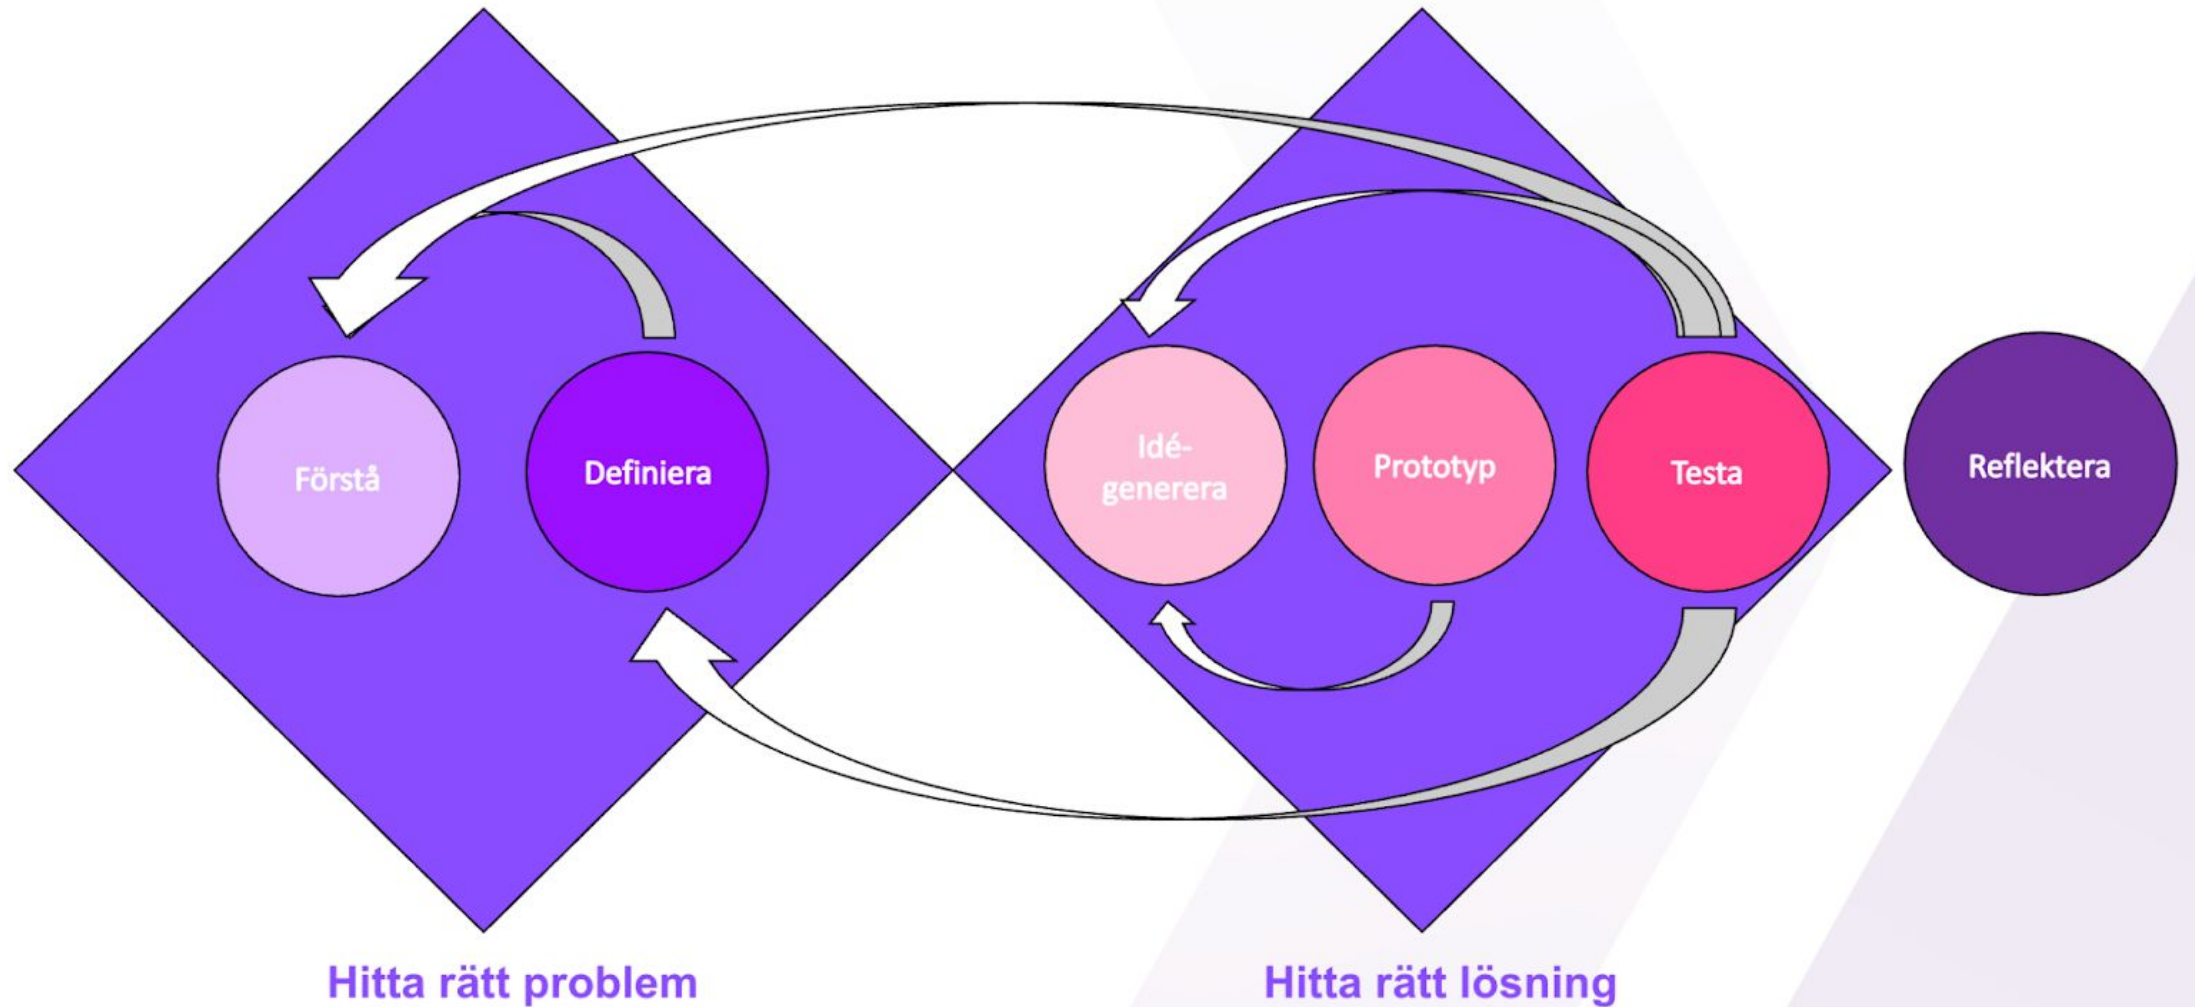 Förstå
Definiera
Idé-
generera
Prototyp
Testa
Reflektera
Hitta rätt problem
Hitta rätt lösning